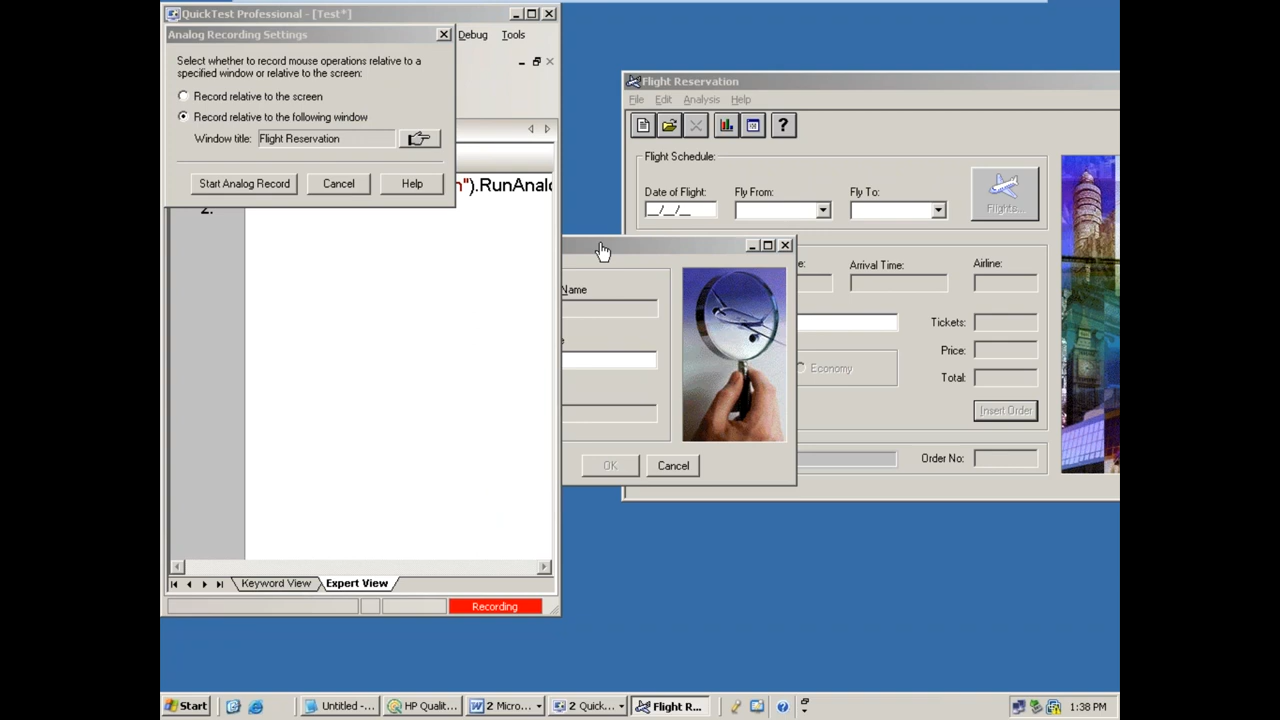 QuickTest Professional - [Test*]
Analog Recording Settings
Debug Tools
Select whether to record mouse operations relative to a
specified window or relative to the screen:
Record relative to the screen
Record relative to the following window
Window title: Flight Reservation
Start Analog Record Cancel Help
").RunAnalo
2.
Keyword View Expert View
Recording
Flight Reservation
File Edit Analysis Help
?
Flight Schedule:
Date of Flight: Fly From: Fly To:
__/__/__
Flights...
Arrival Time: Airline:
Tickets:
Economy
Price:
Total:
Insert Order
Order No:
Name
OK Cancel
Start Untitled -... HP Qualit... 2 Micro... 2 Quick... Flight R... 1:38 PM